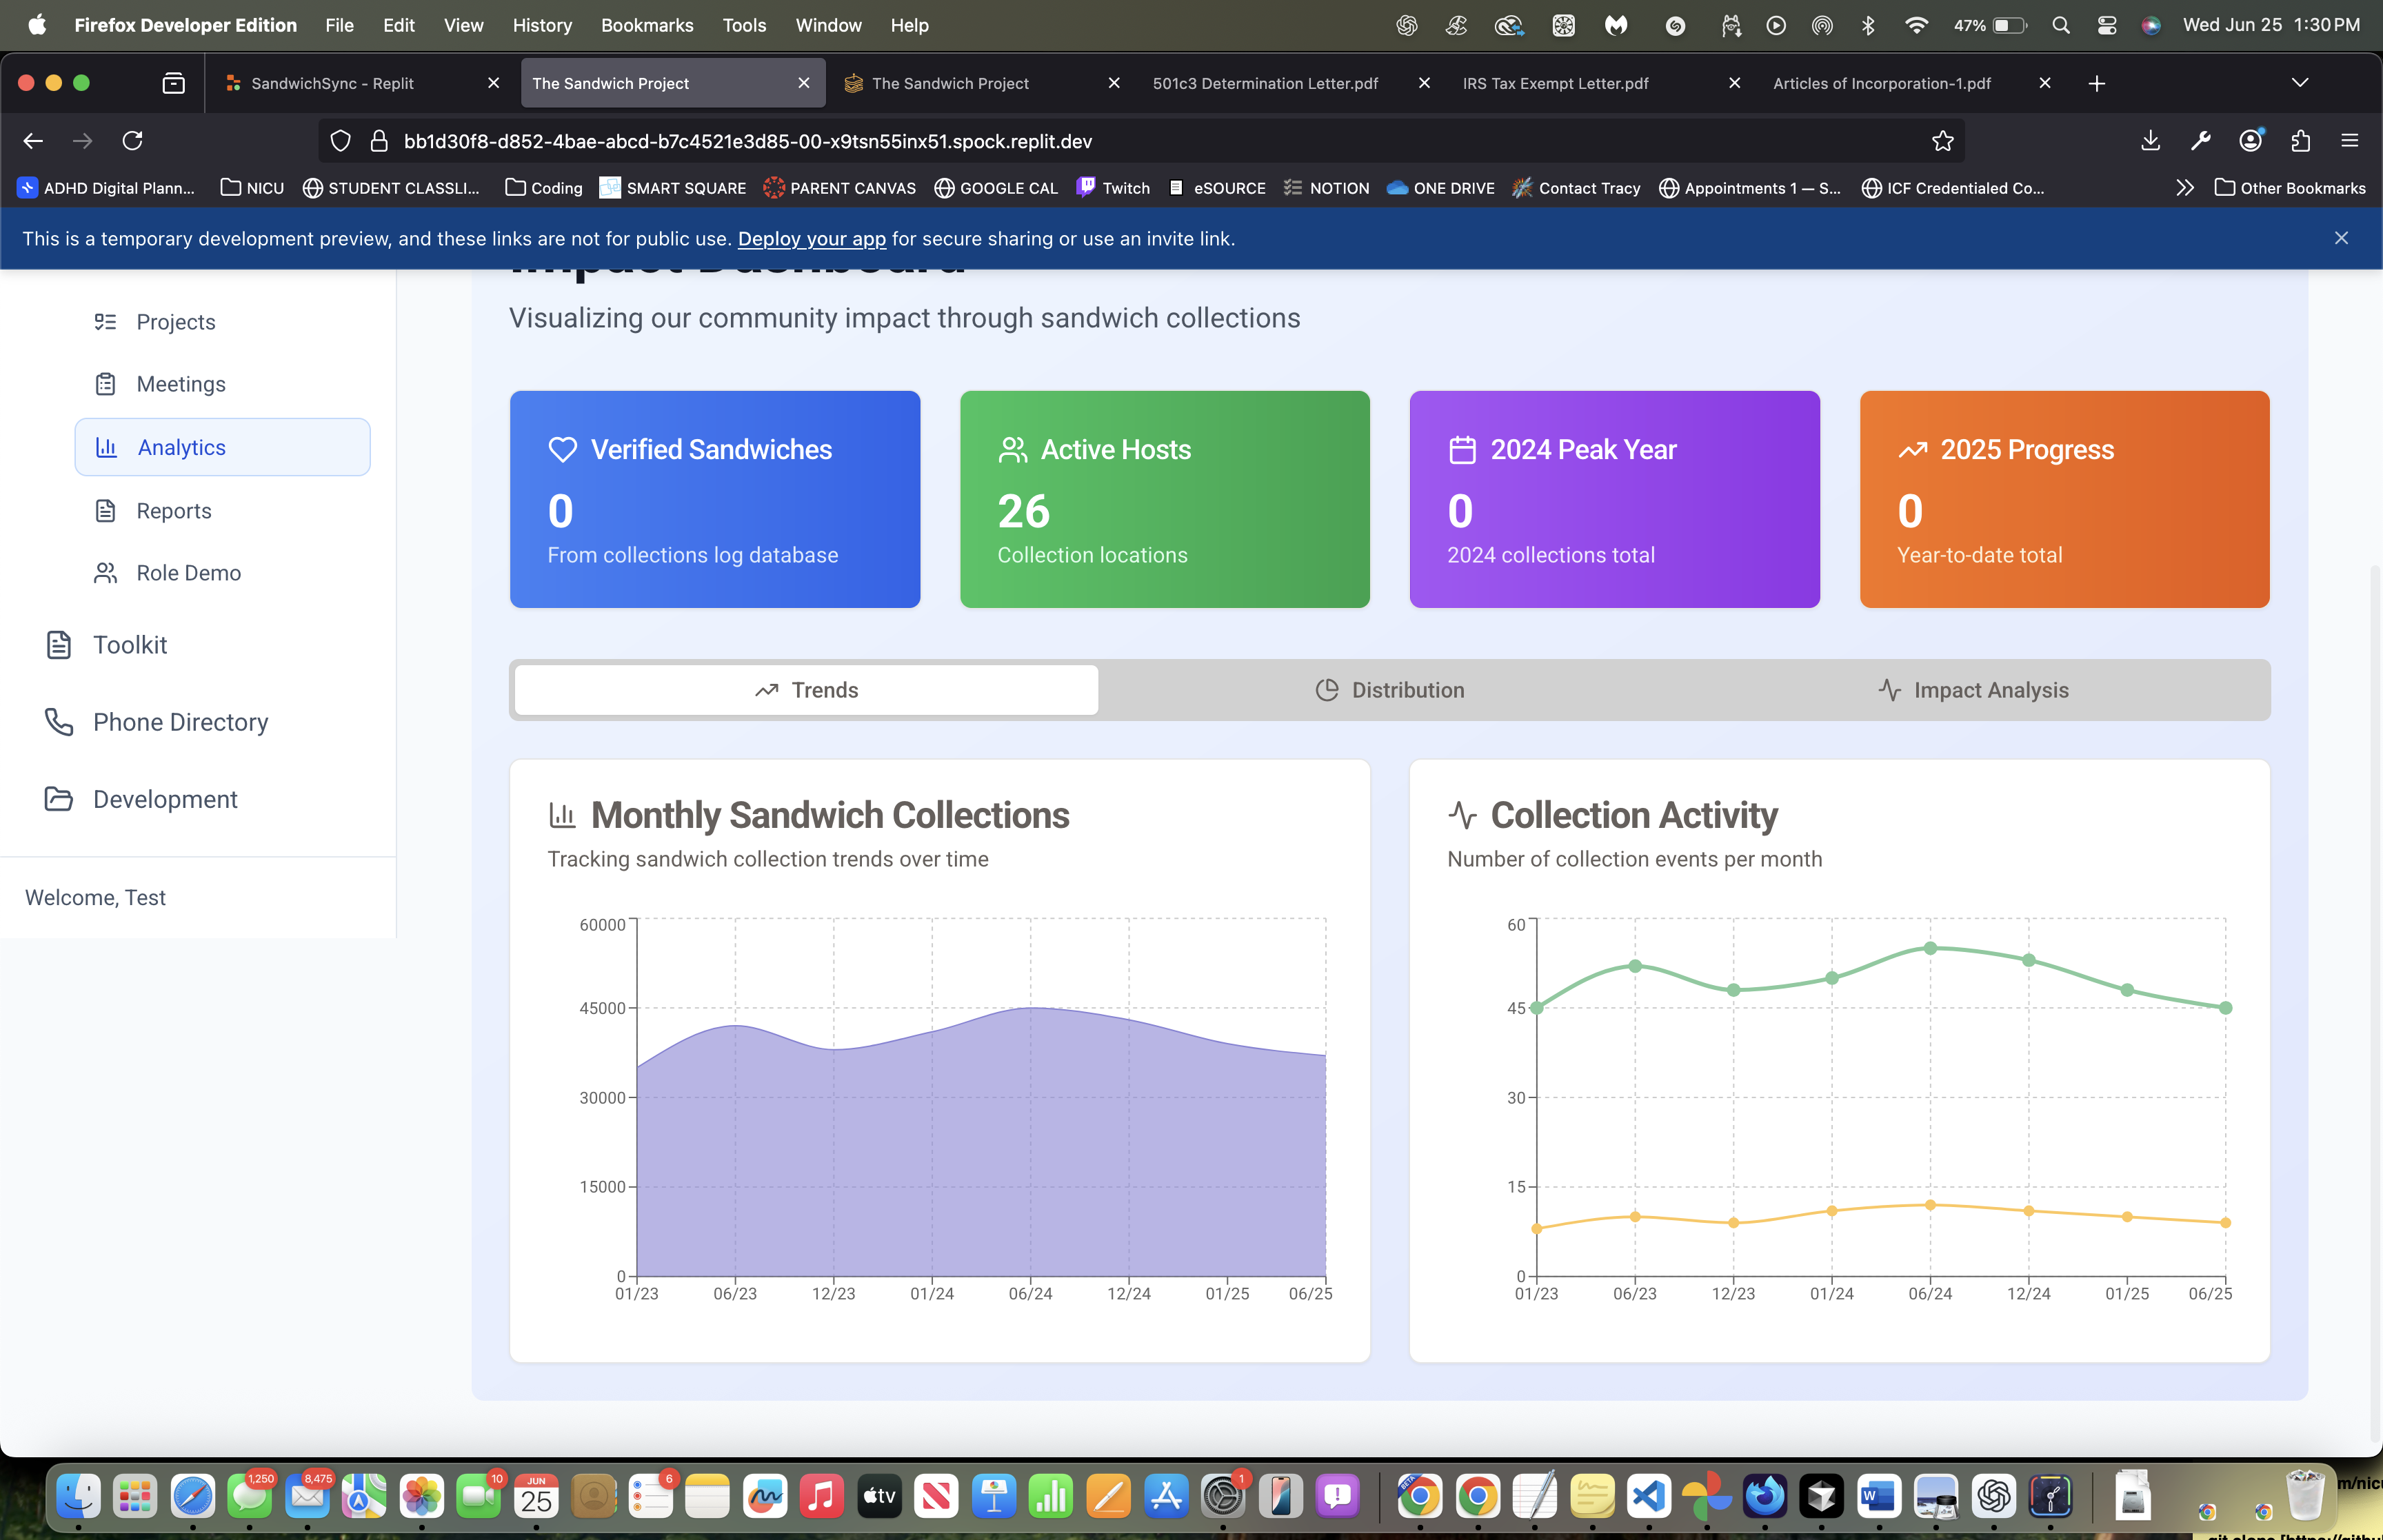 Firefox Developer Edition File Edit View History Bookmarks Tools Window Help 47% Wed Jun 25 1:30 PM
SandwichSync - Replit The Sandwich Project The Sandwich Project 501c3 Determination Letter.pdf IRS Tax Exempt Letter.pdf Articles of Incorporation-1.pdf
bb1d30f8-d852-4bae-abcd-b7c4521e3d85-00-x9tsn55inx51.spock.replit.dev
ADHD Digital Plann... NICU STUDENT CLASSLI... Coding SMART SQUARE PARENT CANVAS GOOGLE CAL Twitch eSOURCE NOTION ONE DRIVE Contact Tracy Appointments 1 — S... ICF Credentialed Co... Other Bookmarks
This is a temporary development preview, and these links are not for public use. Deploy your app for secure sharing or use an invite link.
Projects
Meetings
Analytics
Reports
Role Demo
Toolkit
Phone Directory
Development
Welcome, Test
Impact Dashboard
Visualizing our community impact through sandwich collections
Verified Sandwiches
0
From collections log database
Active Hosts
26
Collection locations
2024 Peak Year
0
2024 collections total
2025 Progress
0
Year-to-date total
Trends Distribution Impact Analysis
Monthly Sandwich Collections
Tracking sandwich collection trends over time
60000
45000
30000
15000
0
01/23 06/23 12/23 01/24 06/24 12/24 01/25 06/25
Collection Activity
Number of collection events per month
60
45
30
15
0
01/23 06/23 12/23 01/24 06/24 12/24 01/25 06/25
1,250 8,475 10 JUN 25 6 tv 1 BETA W
m/nic